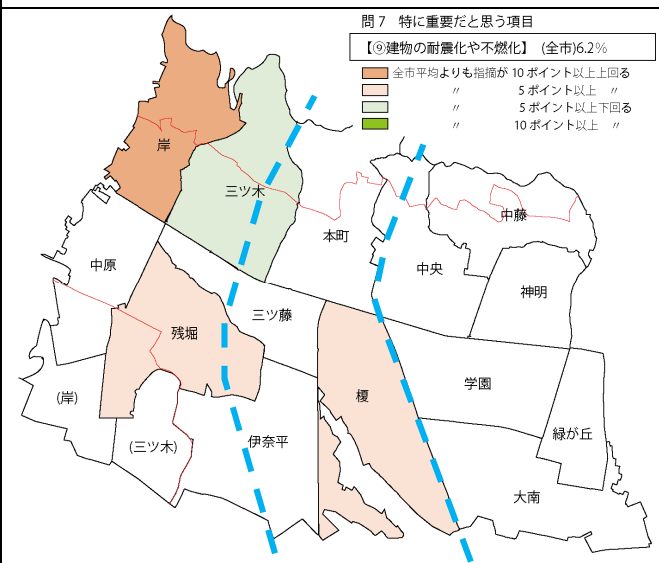 問7 特に重要だと思う項目
【⑨建物の耐震化や不燃化】 (全市)6.2%
全市平均よりも指摘が 10 ポイント以上上回る
〃 5 ポイント以上 〃
〃 5 ポイント以上下回る
〃 10 ポイント以上 〃
岸
三ツ木
本町
中藤
中原
中央
神明
残堀
三ツ藤
榎
学園
(岸)
(三ツ木)
伊奈平
緑が丘
大南